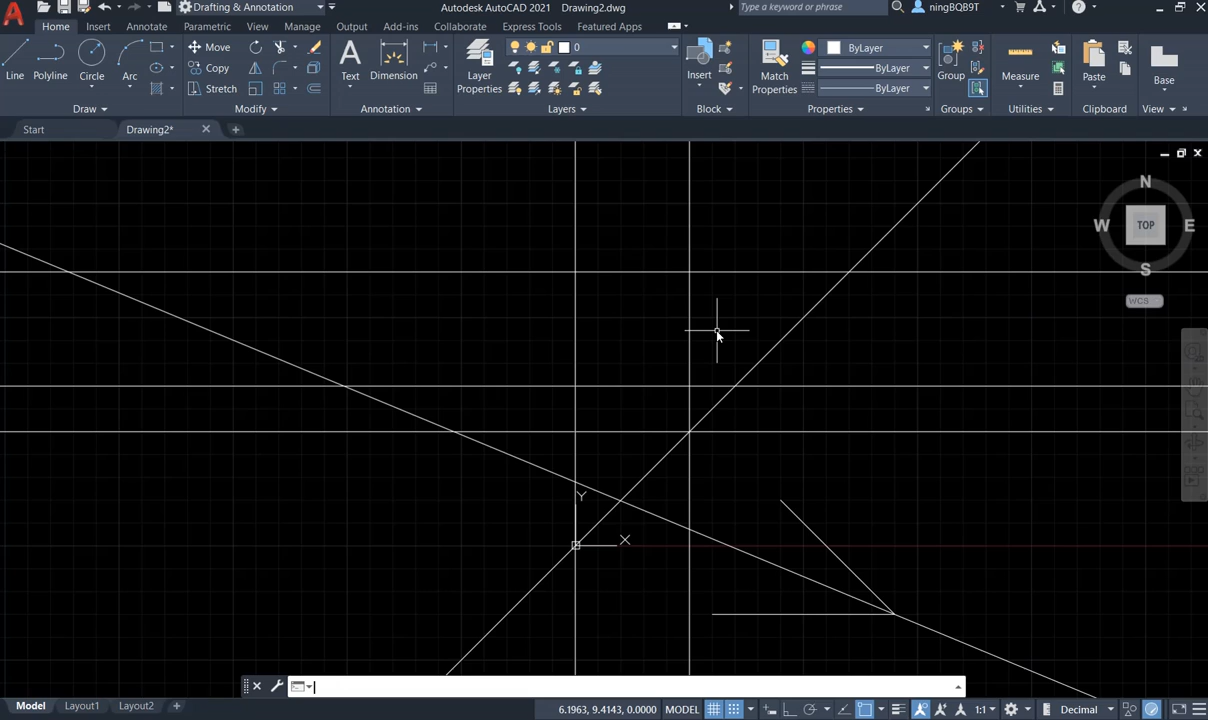 Drafting & Annotation Autodesk AutoCAD 2021 Drawing2.dwg Type a keyword or phrase ningBQB9T
Home Insert Annotate Parametric View Manage Output Add-ins Collaborate Express Tools Featured Apps
Line Polyline Circle Arc Move Copy Stretch Text Dimension Layer Properties 0 Insert Match Properties ByLayer ByLayer ByLayer Group Measure Paste Base
Draw Modify Annotation Layers Block Properties Groups Utilities Clipboard View
Start Drawing2*
N
W TOP E
S
WCS
Y
X
Model Layout1 Layout2 6.1963, 9.4143, 0.0000 MODEL 1:1 Decimal